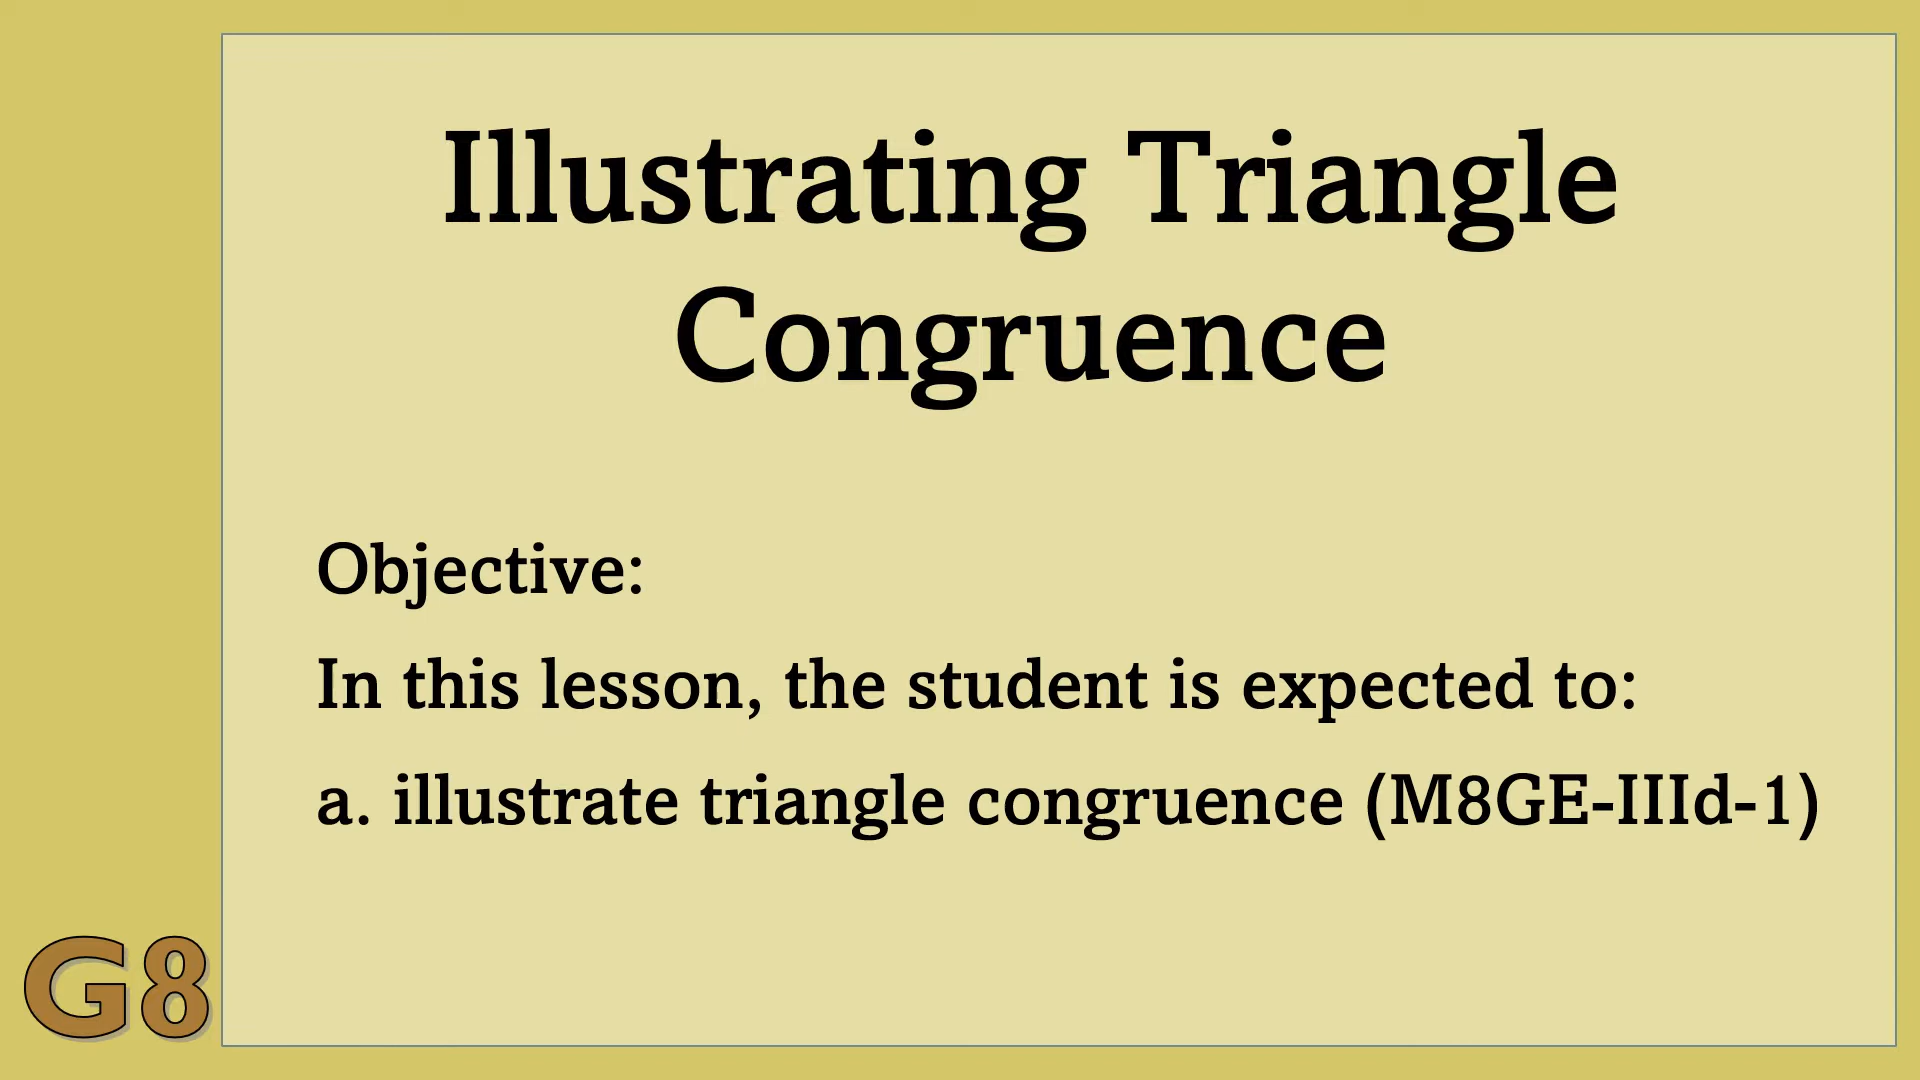 Illustrating Triangle
Congruence
Objective:
In this lesson, the student is expected to:
a. illustrate triangle congruence (M8GE-IIId-1)
G8